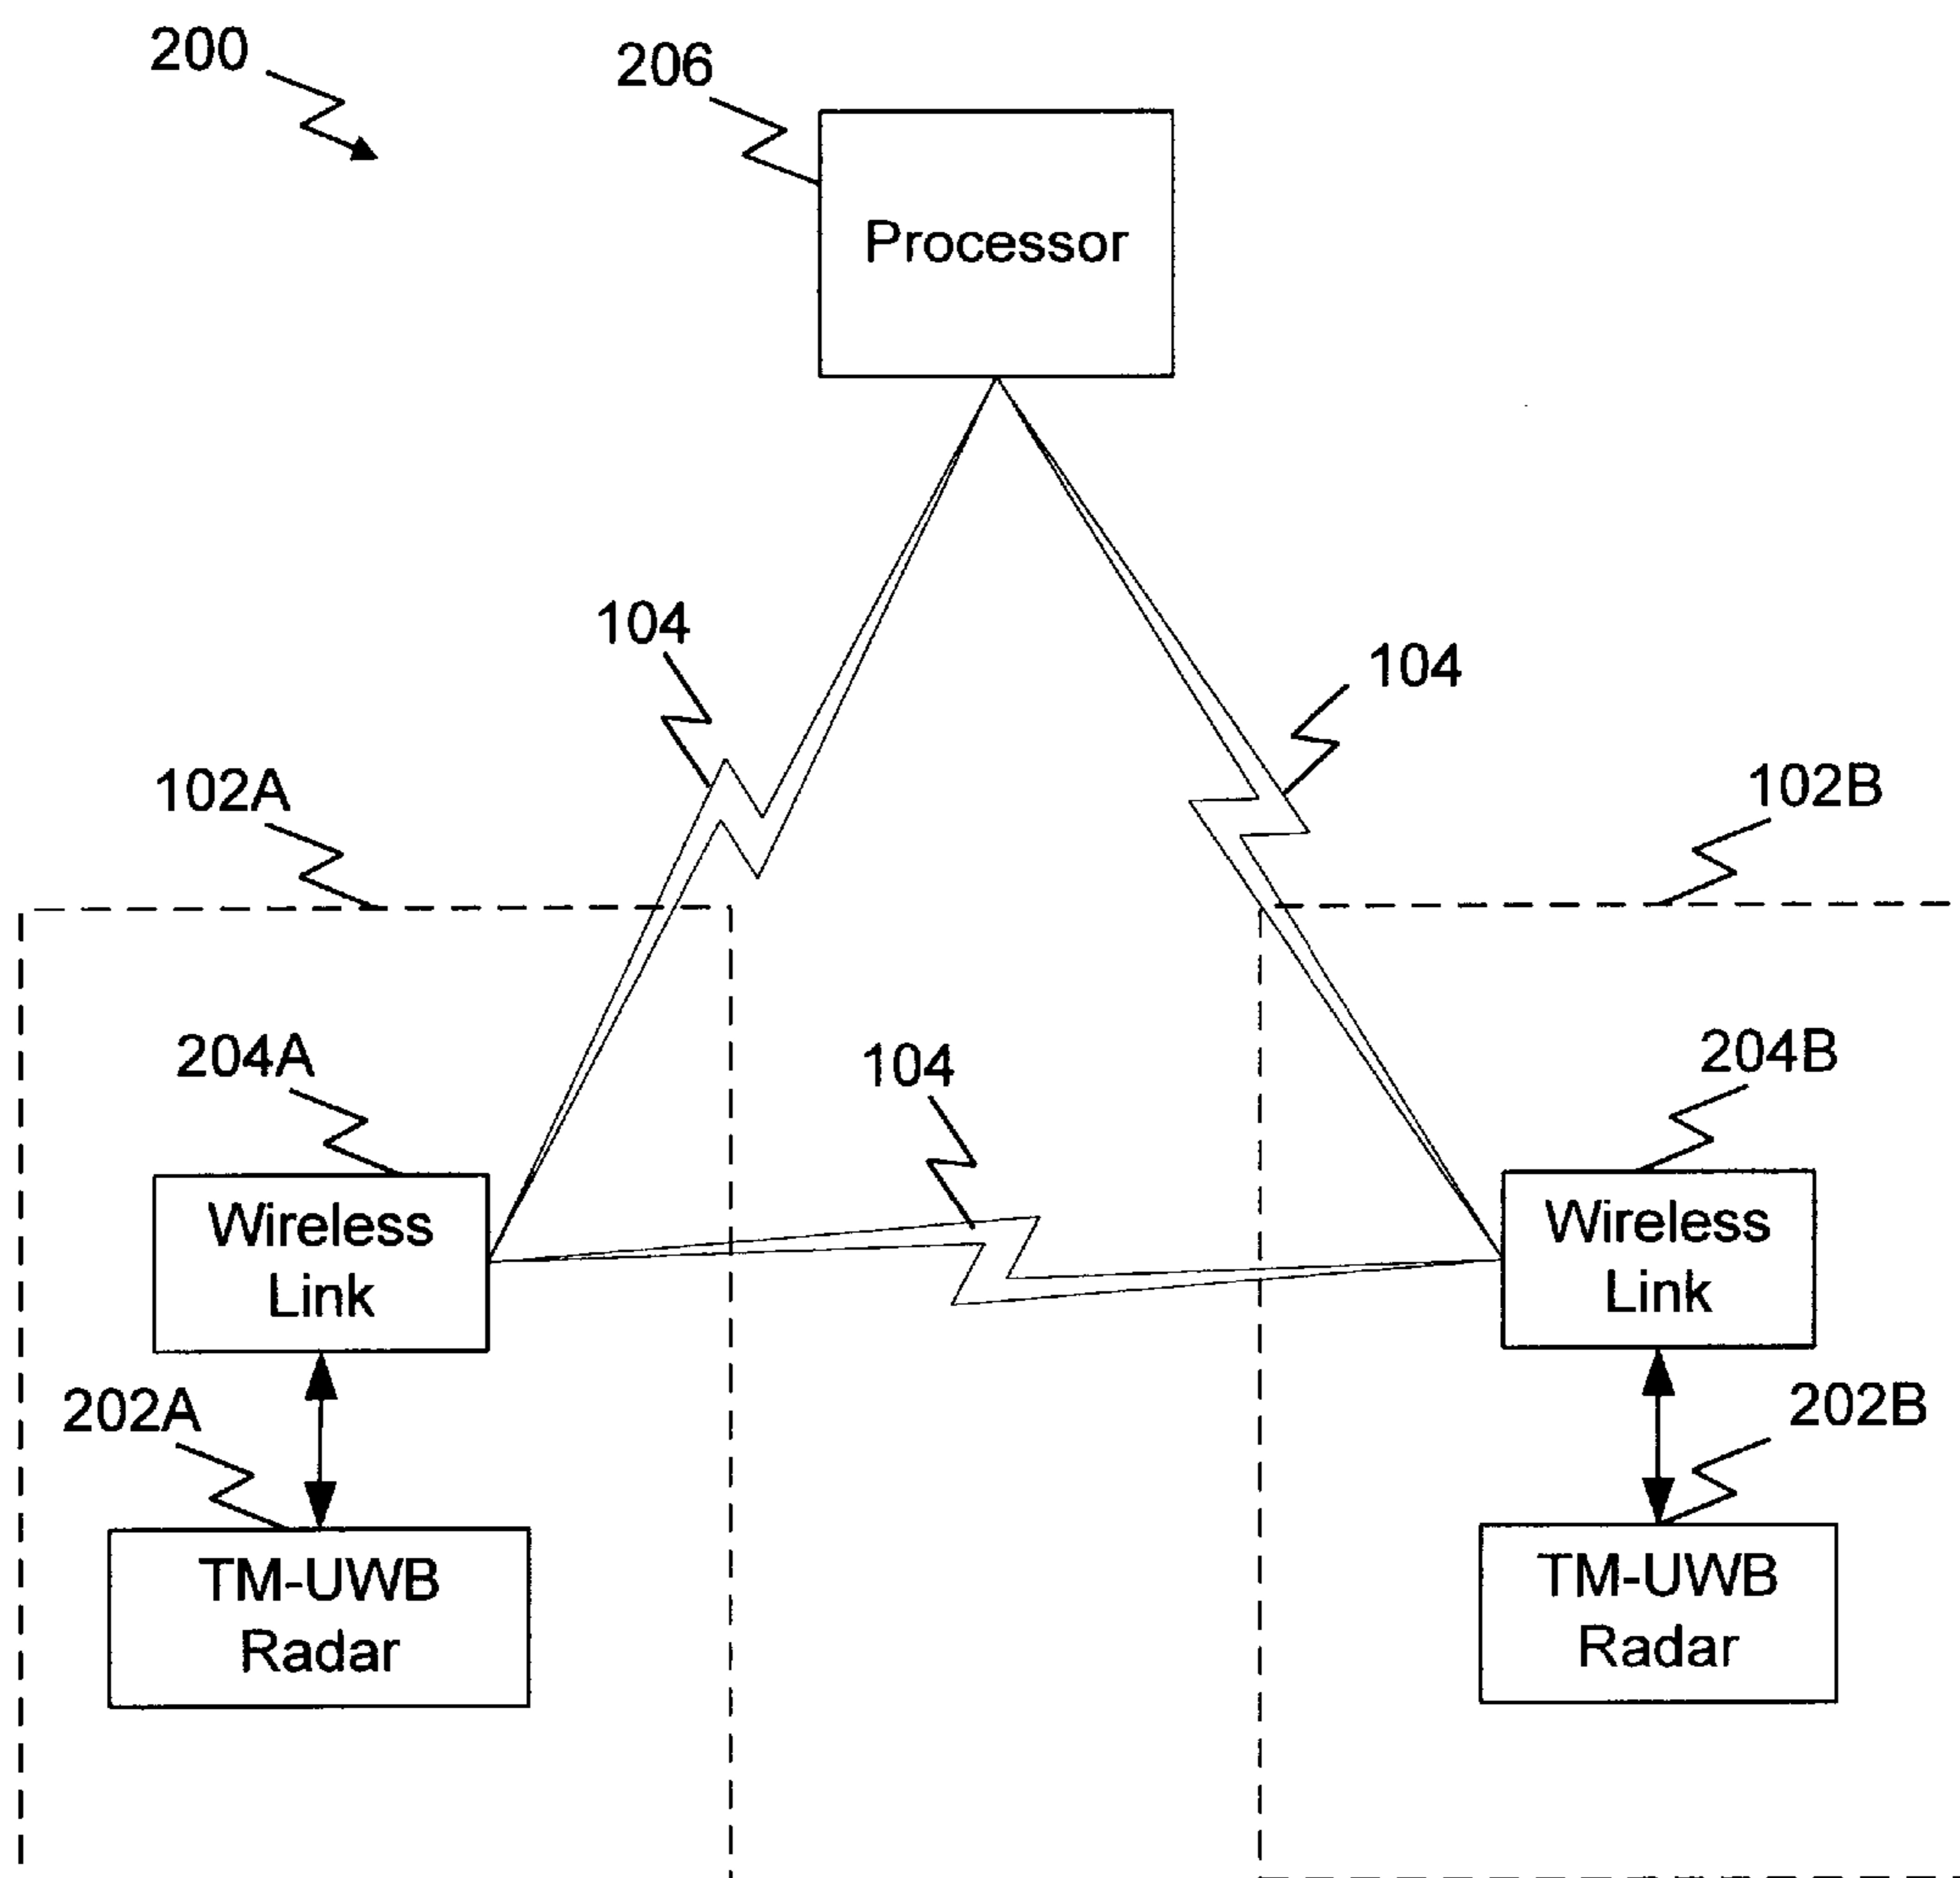 200
206
Processor
104
104
102A
102B
204A
104
204B
Wireless
Link
Wireless
Link
202A
202B
TM-UWB
Radar
TM-UWB
Radar